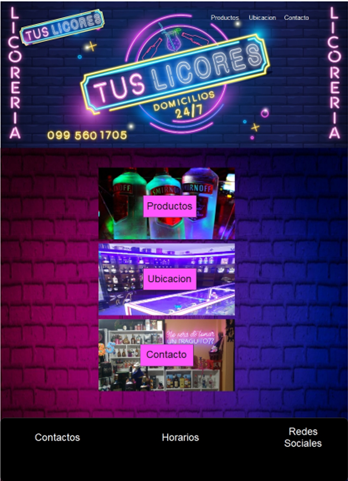 LICORERIA
TUS LICORES
Productos Ubicacion Contacto
TUS LICORES
DOMICILIOS
24/7
099 560 1705
LICORERIA
SMIRNOFF
Productos
Ubicacion
Contacto
Contactos
Horarios
Redes
Sociales